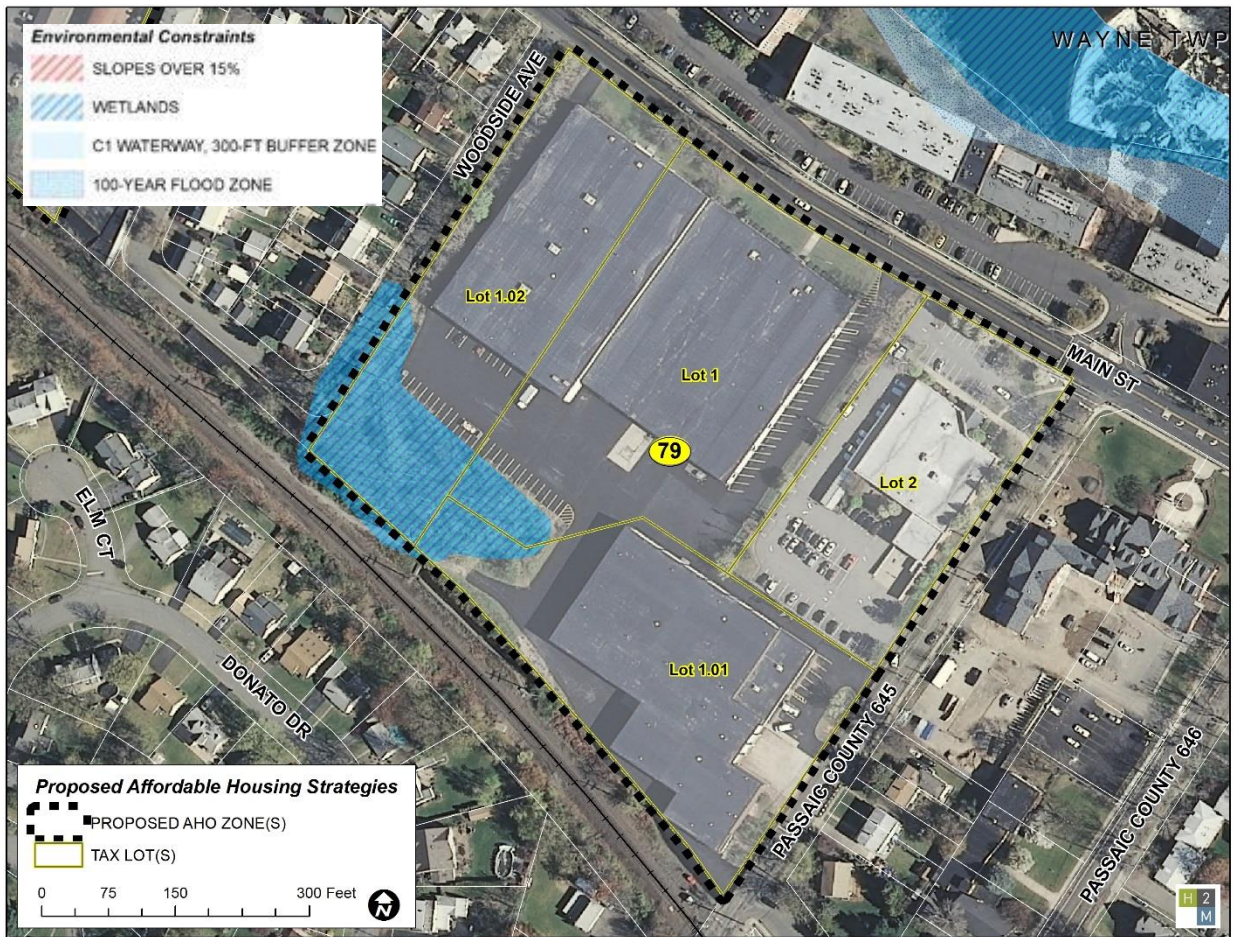 Environmental Constraints
SLOPES OVER 15%
WETLANDS
C1 WATERWAY, 300-FT BUFFER ZONE
100-YEAR FLOOD ZONE
WAYNE TWP
WOODSIDE AVE
Lot 1.02
Lot 1
MAIN ST
79
Lot 2
ELM CT
DONATO DR
Lot 1.01
PASSAIC COUNTY 645
PASSAIC COUNTY 646
Proposed Affordable Housing Strategies
PROPOSED AHO ZONE(S)
TAX LOT(S)
0 75 150 300 Feet
N
H 2
M